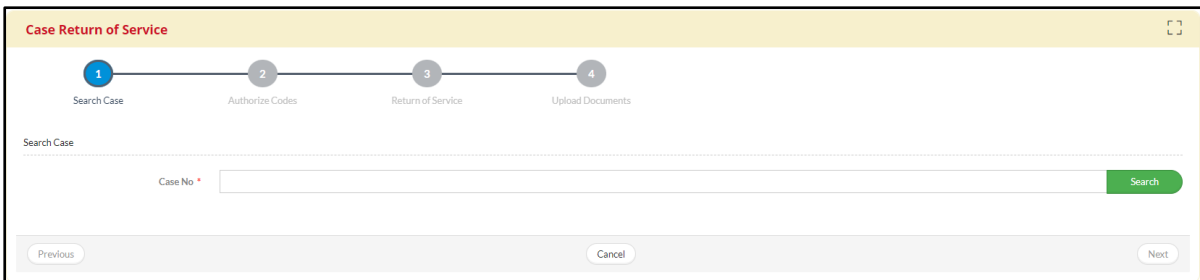 Case Return of Service
1 2 3 4
Search Case Authorize Codes Return of Service Upload Documents
Search Case
Case No * Search
Previous Cancel Next